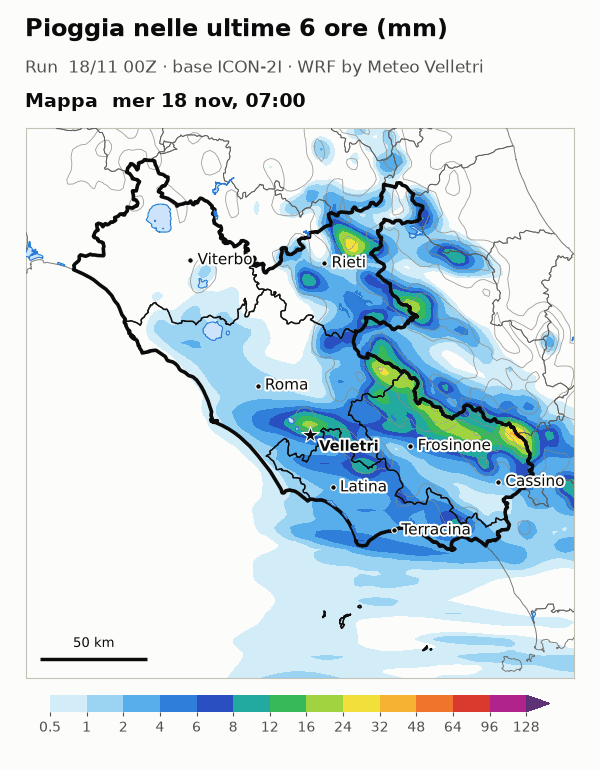 Pioggia nelle ultime 6 ore (mm)
Run  18/11 00Z · base ICON-2I · WRF by Meteo Velletri
Mappa  mer 18 nov, 07:00
Viterbo
Rieti
Roma
Velletri
Frosinone
Cassino
Latina
Terracina
50 km
0.5 1 2 4 6 8 12 16 24 32 48 64 96 128